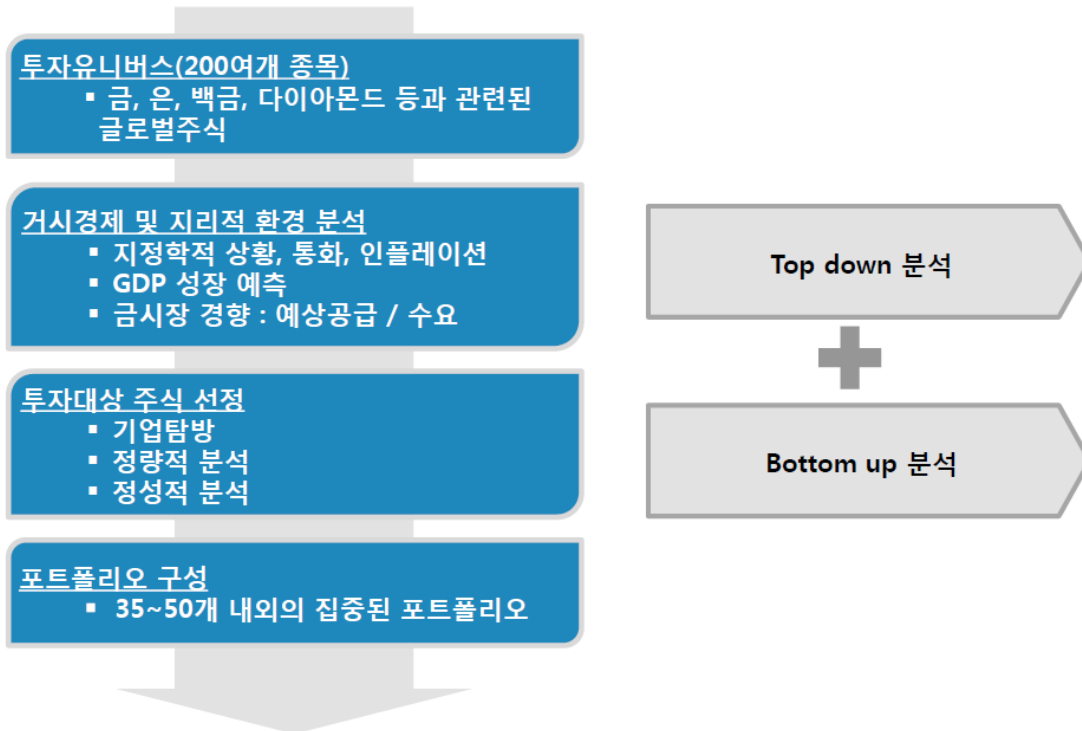 투자유니버스(200여개 종목)
▪ 금, 은, 백금, 다이아몬드 등과 관련된
글로벌주식
거시경제 및 지리적 환경 분석
▪ 지정학적 상황, 통화, 인플레이션
▪ GDP 성장 예측
▪ 금시장 경향 : 예상공급 / 수요
투자대상 주식 선정
▪ 기업탐방
▪ 정량적 분석
▪ 정성적 분석
포트폴리오 구성
▪ 35~50개 내외의 집중된 포트폴리오
Top down 분석
Bottom up 분석